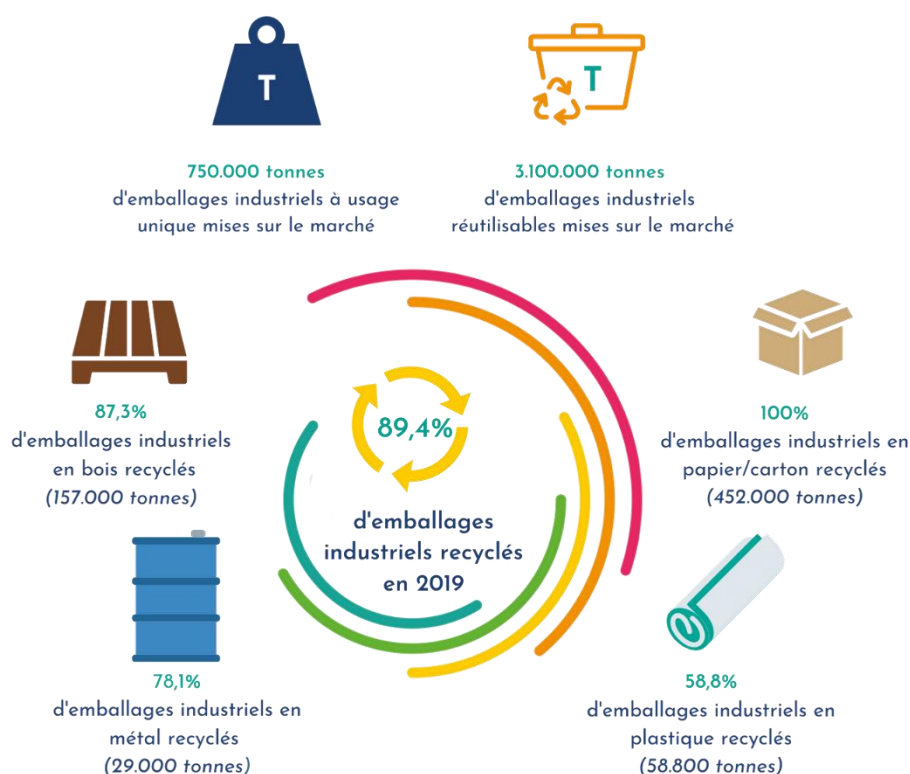 T
T
750.000 tonnes
d'emballages industriels à usage
unique mises sur le marché
3.100.000 tonnes
d'emballages industriels
réutilisables mises sur le marché
87,3%
d'emballages industriels
en bois recyclés
(157.000 tonnes)
89,4%
d'emballages
industriels recyclés
en 2019
100%
d'emballages industriels en
papier/carton recyclés
(452.000 tonnes)
78,1%
d'emballages industriels en
métal recyclés
(29.000 tonnes)
58,8%
d'emballages industriels en
plastique recyclés
(58.800 tonnes)